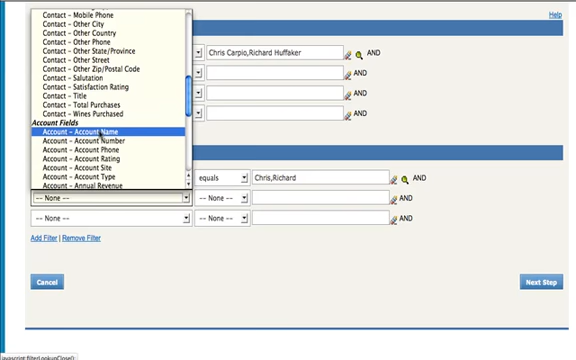 Help
Contact - Mobile Phone
Contact - Other City
Contact - Other Country
Contact - Other Phone
Contact - Other State/Province
Contact - Other Street
Contact - Other Zip/Postal Code
Contact - Salutation
Contact - Satisfaction Rating
Contact - Title
Contact - Total Purchases
Contact - Wines Purchased
Account Fields
Account - Account Name
Account - Account Number
Account - Account Phone
Account - Account Rating
Account - Account Site
Account - Account Type
Account - Annual Revenue
Chris Carpio,Richard Huffaker AND
AND
AND
AND
equals Chris,Richard AND
-- None -- -- None -- AND
-- None -- -- None -- AND
Add Filter | Remove Filter
Cancel Next Step
javascript:filterLookupClose();